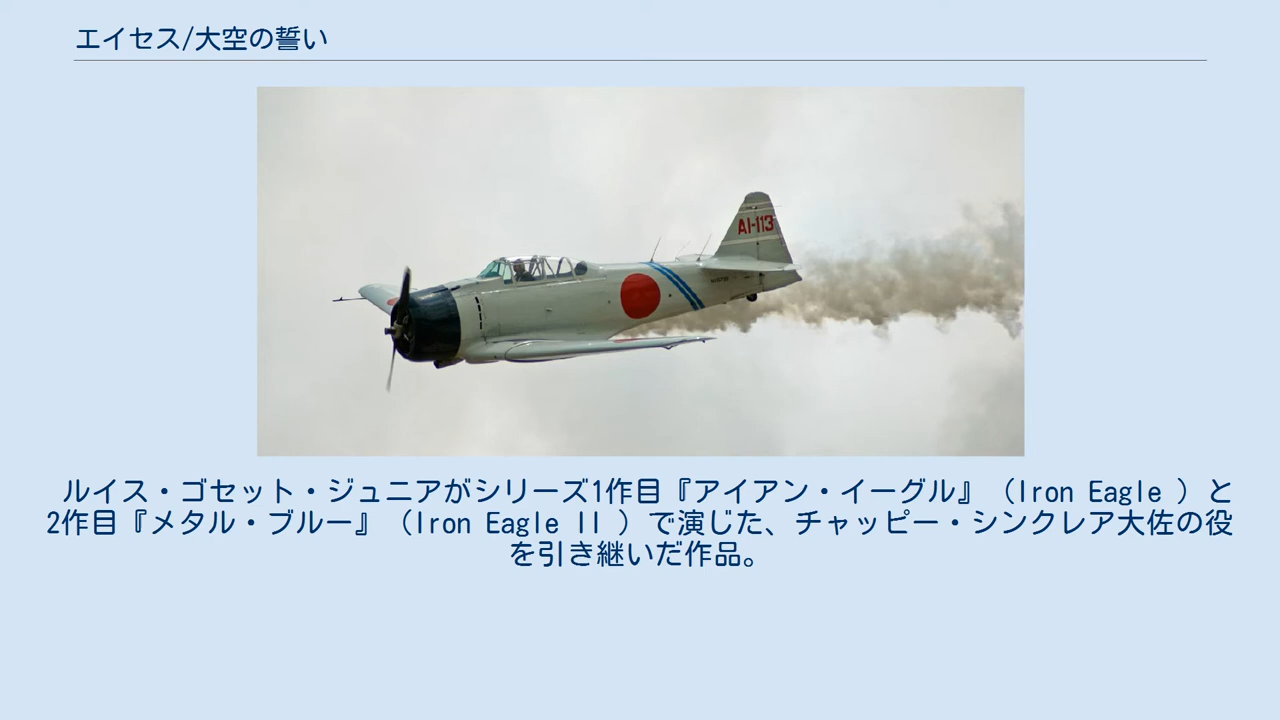 エイセス/大空の誓い
AI-113
ルイス・ゴセット・ジュニアがシリーズ1作目『アイアン・イーグル』（Iron Eagle ）と
2作目『メタル・ブルー』（Iron Eagle II ）で演じた、チャッピー・シンクレア大佐の役
を引き継いだ作品。